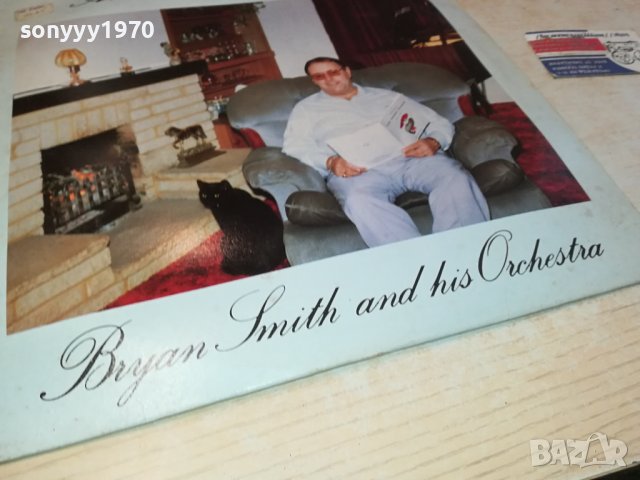 sonyyy1970
Bryan Smith and his Orchestra
BAZAR